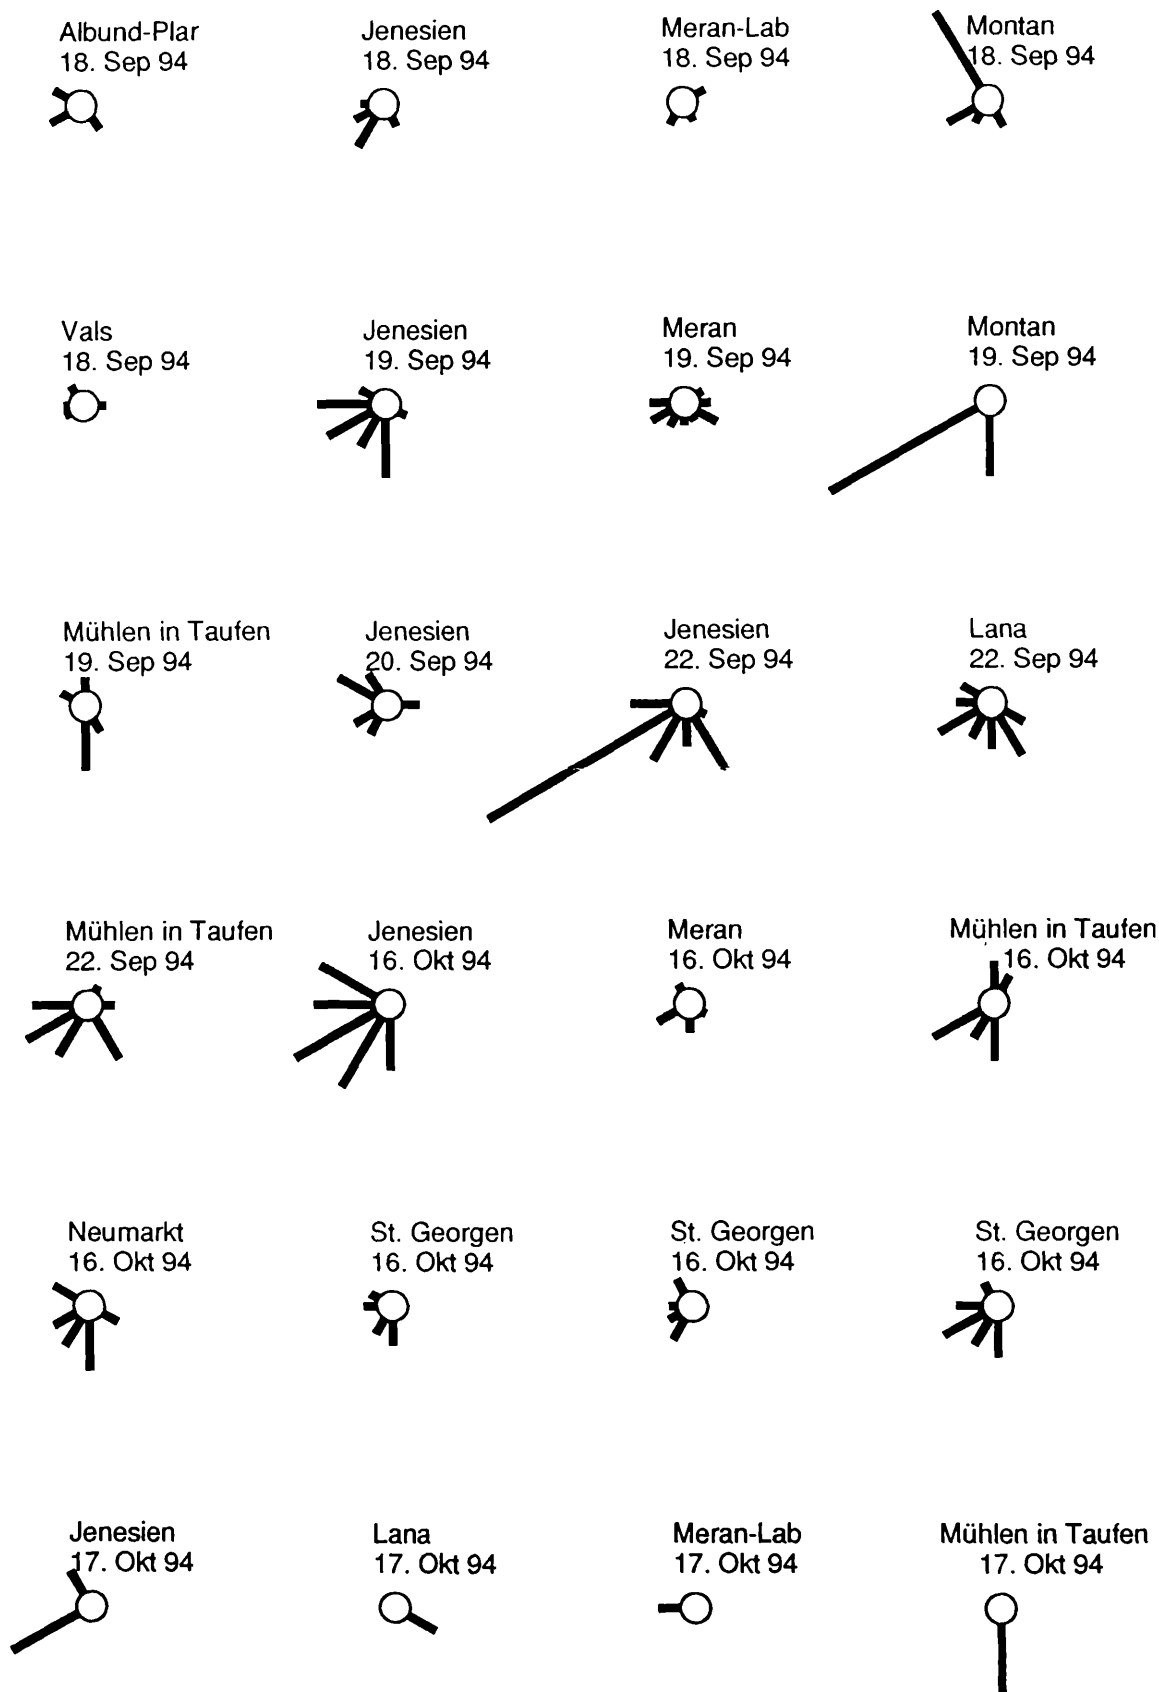 Albund-Plar
18. Sep 94
Jenesien
18. Sep 94
Meran-Lab
18. Sep 94
Montan
18. Sep 94
Vals
18. Sep 94
Jenesien
19. Sep 94
Meran
19. Sep 94
Montan
19. Sep 94
Mühlen in Taufen
19. Sep 94
Jenesien
20. Sep 94
Jenesien
22. Sep 94
Lana
22. Sep 94
Mühlen in Taufen
22. Sep 94
Jenesien
16. Okt 94
Meran
16. Okt 94
Mühlen in Taufen
16. Okt 94
Neumarkt
16. Okt 94
St. Georgen
16. Okt 94
St. Georgen
16. Okt 94
St. Georgen
16. Okt 94
Jenesien
17. Okt 94
Lana
17. Okt 94
Meran-Lab
17. Okt 94
Mühlen in Taufen
17. Okt 94